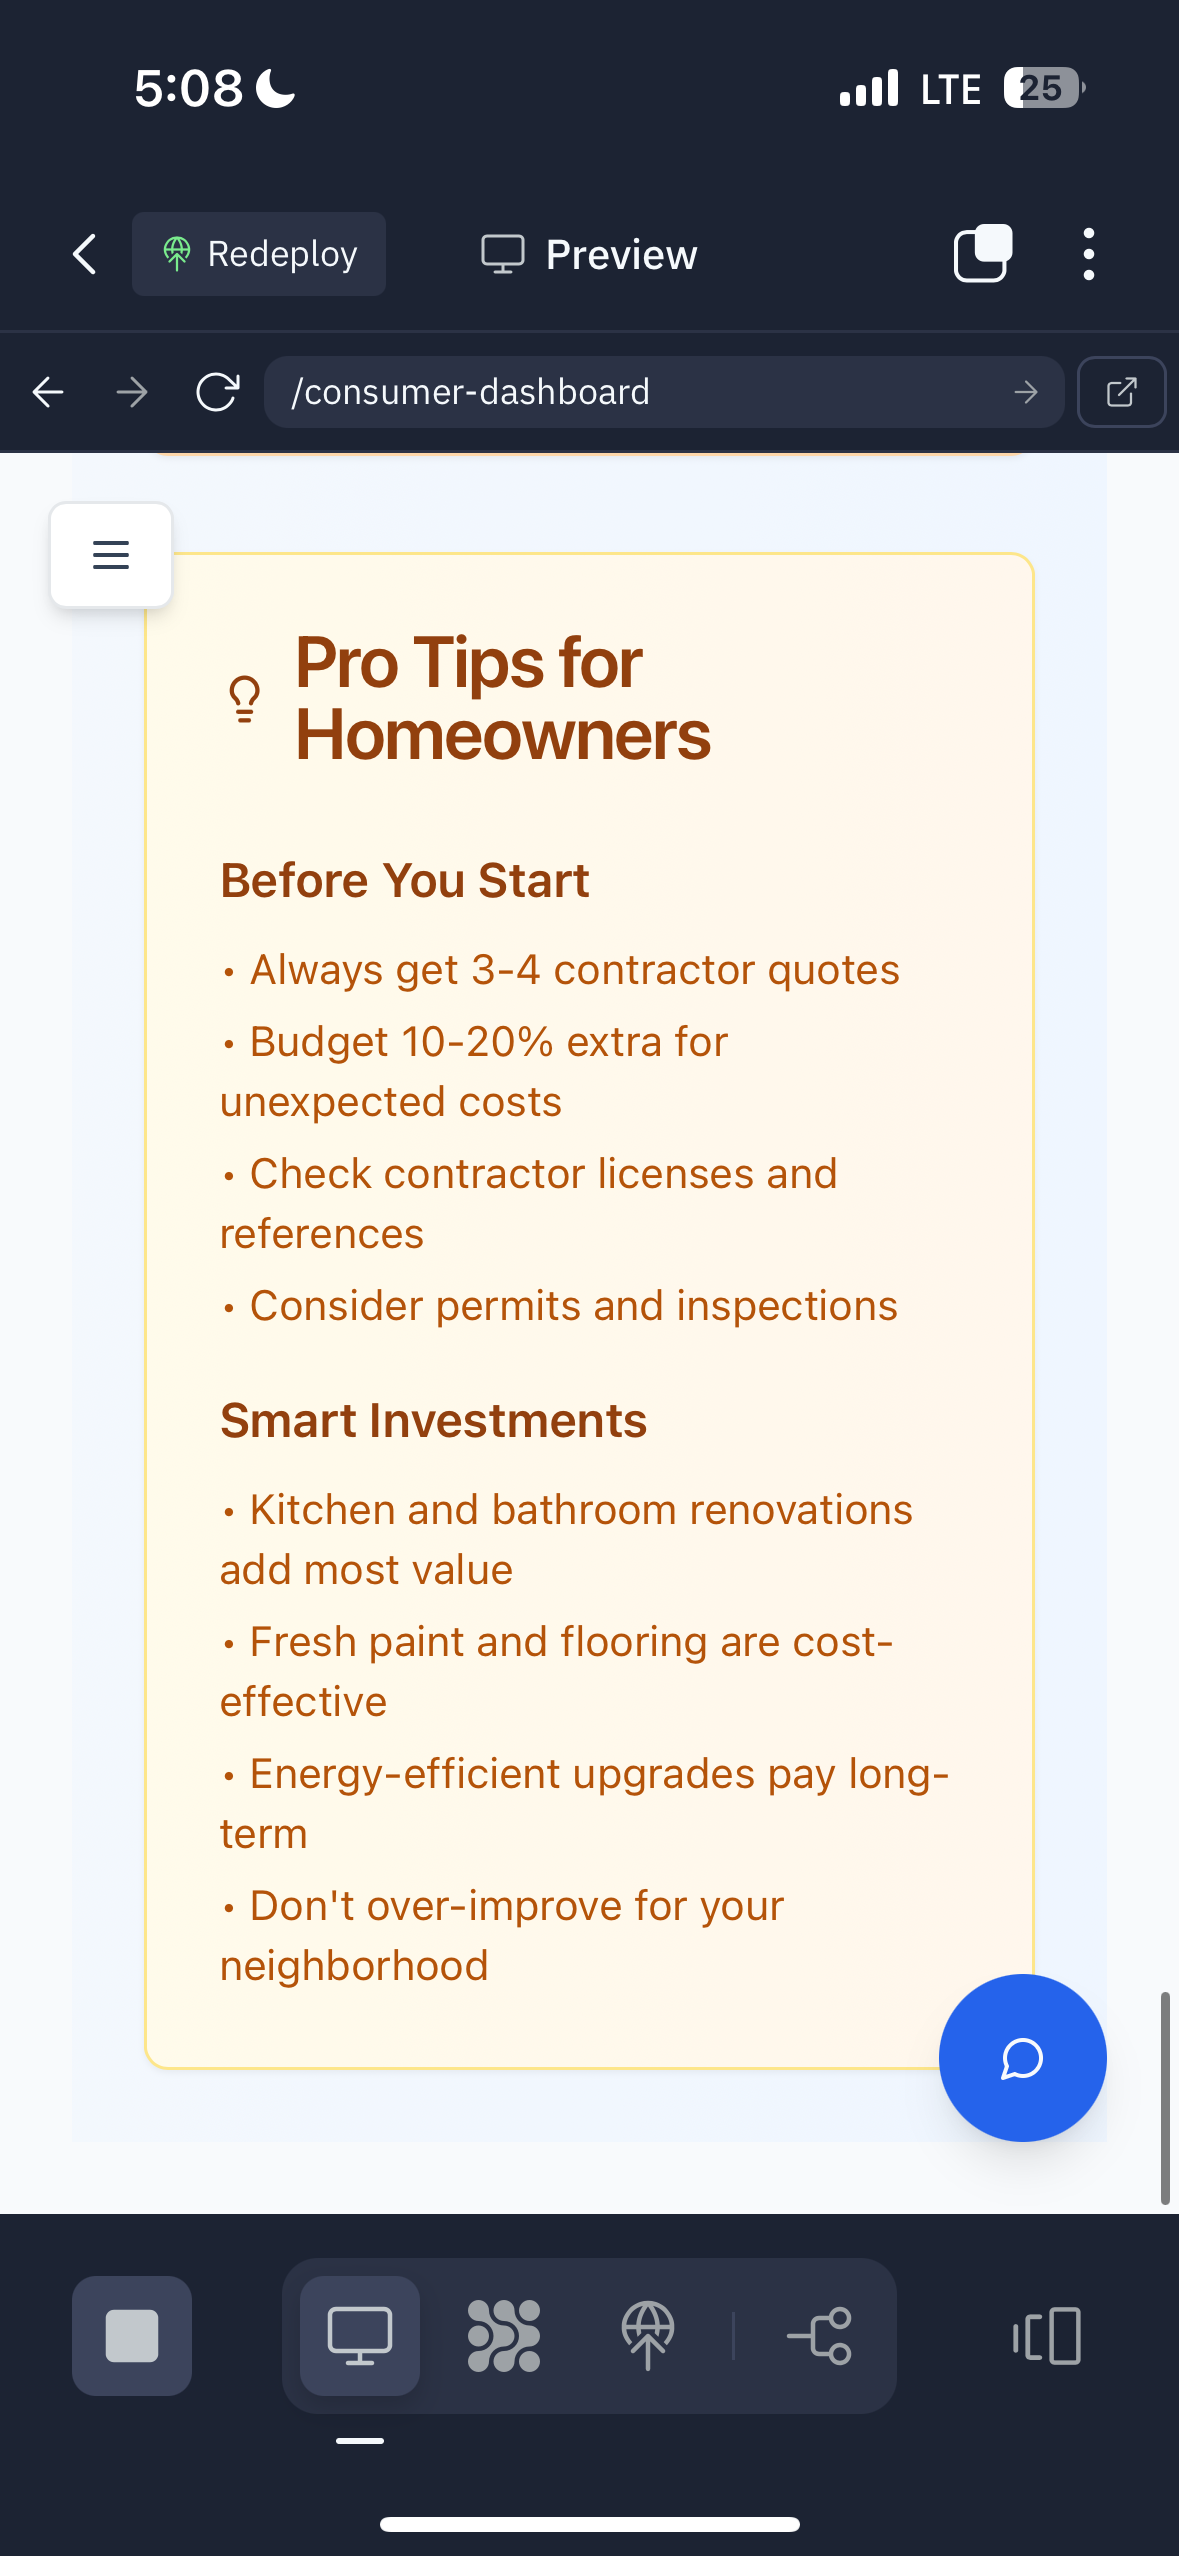 5:08
LTE
25
Redeploy
Preview
/consumer-dashboard
Pro Tips for
Homeowners
Before You Start
• Always get 3-4 contractor quotes
• Budget 10-20% extra for
unexpected costs
• Check contractor licenses and
references
• Consider permits and inspections
Smart Investments
• Kitchen and bathroom renovations
add most value
• Fresh paint and flooring are cost-
effective
• Energy-efficient upgrades pay long-
term
• Don't over-improve for your
neighborhood